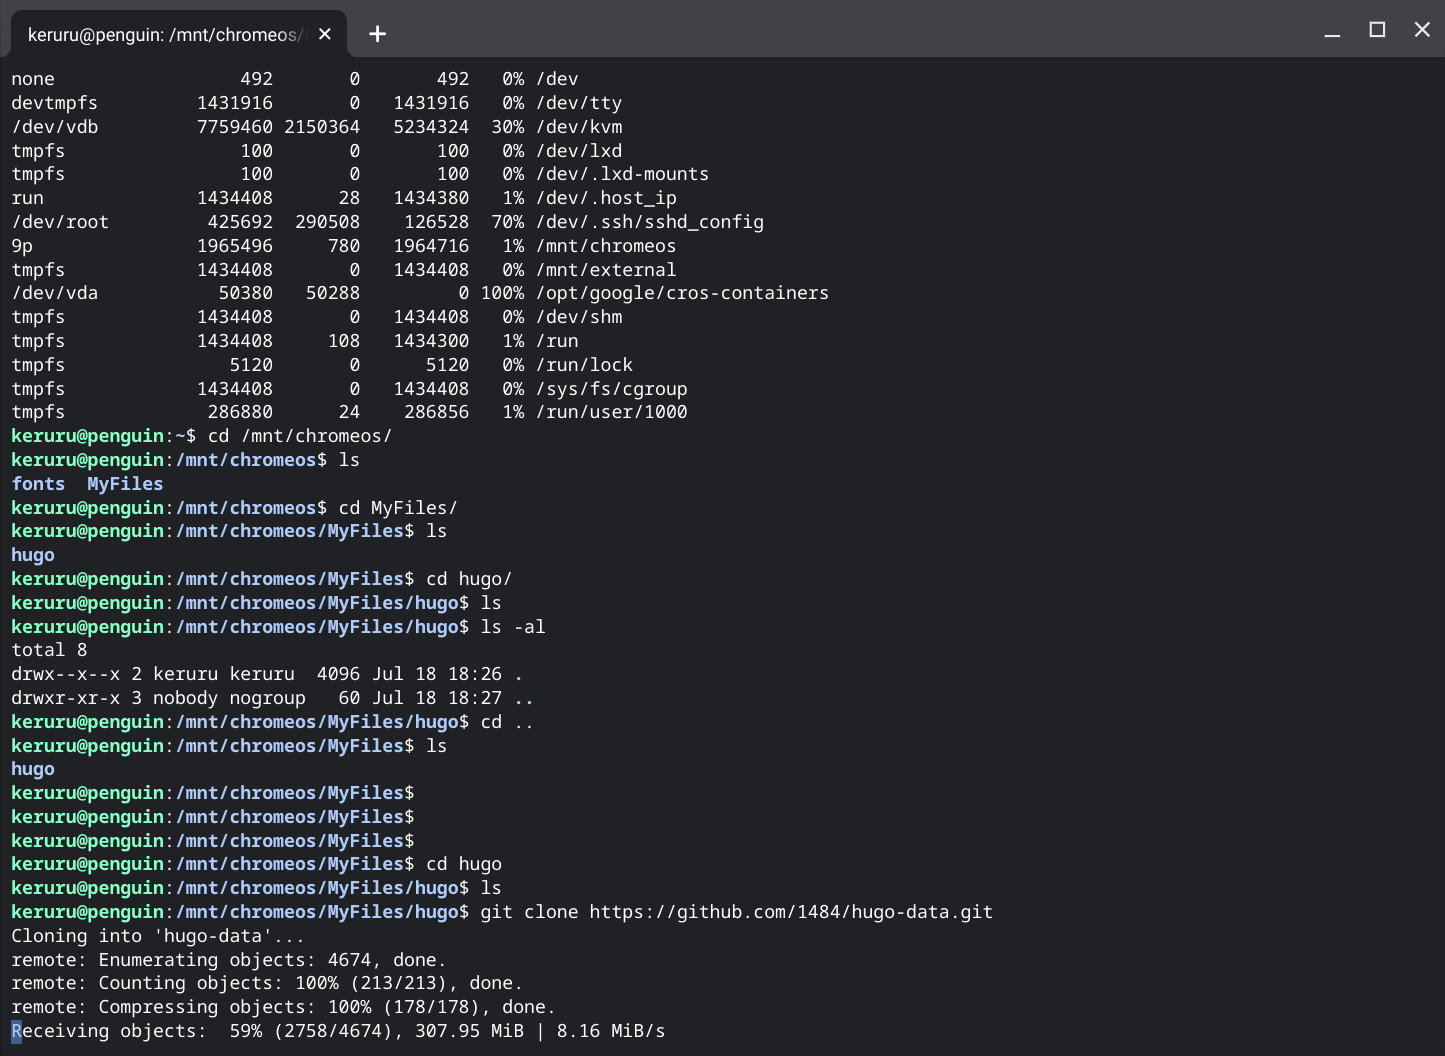 keruru@penguin: /mnt/chromeos/
none                 492       0       492   0% /dev
devtmpfs         1431916       0   1431916   0% /dev/tty
/dev/vdb         7759460 2150364   5234324  30% /dev/kvm
tmpfs                100       0       100   0% /dev/lxd
tmpfs                100       0       100   0% /dev/.lxd-mounts
run              1434408      28   1434380   1% /dev/.host_ip
/dev/root         425692  290508    126528  70% /dev/.ssh/sshd_config
9p               1965496     780   1964716   1% /mnt/chromeos
tmpfs            1434408       0   1434408   0% /mnt/external
/dev/vda           50380   50288         0 100% /opt/google/cros-containers
tmpfs            1434408       0   1434408   0% /dev/shm
tmpfs            1434408     108   1434300   1% /run
tmpfs               5120       0      5120   0% /run/lock
tmpfs            1434408       0   1434408   0% /sys/fs/cgroup
tmpfs             286880      24    286856   1% /run/user/1000
keruru@penguin:~$ cd /mnt/chromeos/
keruru@penguin:/mnt/chromeos$ ls
fonts  MyFiles
keruru@penguin:/mnt/chromeos$ cd MyFiles/
keruru@penguin:/mnt/chromeos/MyFiles$ ls
hugo
keruru@penguin:/mnt/chromeos/MyFiles$ cd hugo/
keruru@penguin:/mnt/chromeos/MyFiles/hugo$ ls
keruru@penguin:/mnt/chromeos/MyFiles/hugo$ ls -al
total 8
drwx--x--x 2 keruru keruru  4096 Jul 18 18:26 .
drwxr-xr-x 3 nobody nogroup   60 Jul 18 18:27 ..
keruru@penguin:/mnt/chromeos/MyFiles/hugo$ cd ..
keruru@penguin:/mnt/chromeos/MyFiles$ ls
hugo
keruru@penguin:/mnt/chromeos/MyFiles$
keruru@penguin:/mnt/chromeos/MyFiles$
keruru@penguin:/mnt/chromeos/MyFiles$
keruru@penguin:/mnt/chromeos/MyFiles$ cd hugo
keruru@penguin:/mnt/chromeos/MyFiles/hugo$ ls
keruru@penguin:/mnt/chromeos/MyFiles/hugo$ git clone https://github.com/1484/hugo-data.git
Cloning into 'hugo-data'...
remote: Enumerating objects: 4674, done.
remote: Counting objects: 100% (213/213), done.
remote: Compressing objects: 100% (178/178), done.
Receiving objects:  59% (2758/4674), 307.95 MiB | 8.16 MiB/s